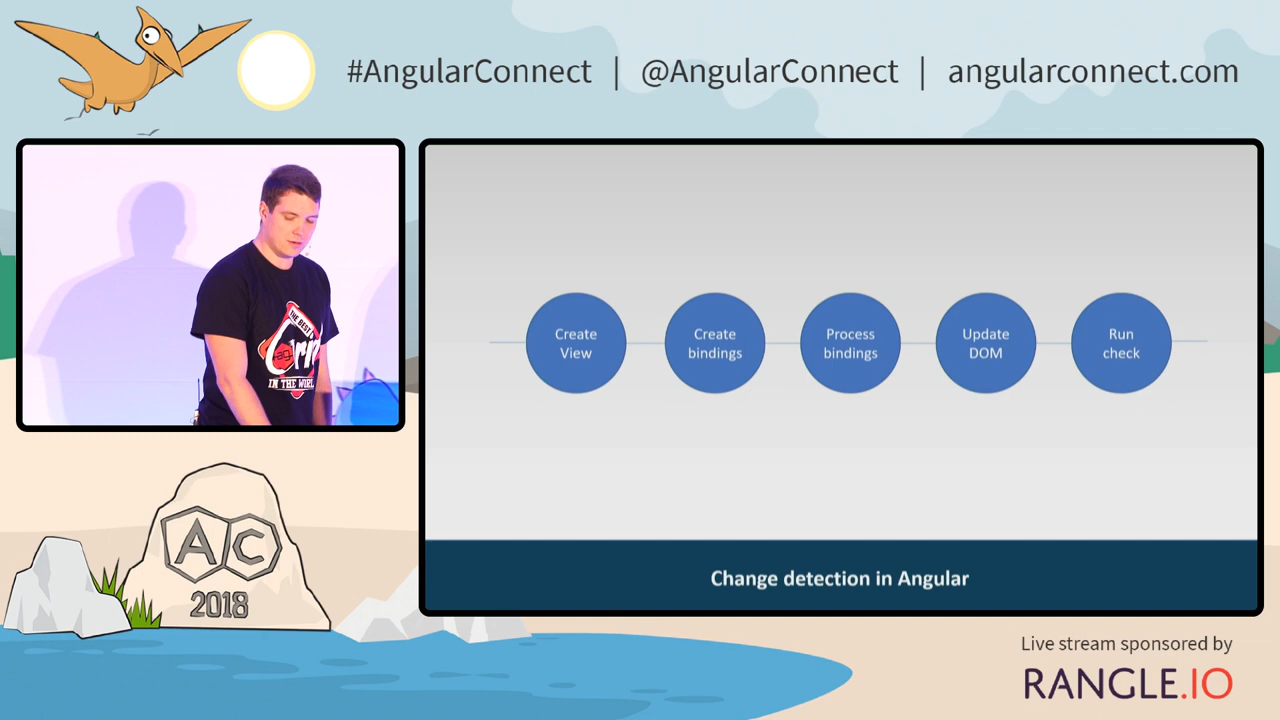 #AngularConnect | @AngularConnect | angularconnect.com
THE BEST
IN THE WORL
Create
View
Create
bindings
Process
bindings
Update
DOM
Run
check
Change detection in Angular
AC
2018
Live stream sponsored by
RANGLE.IO